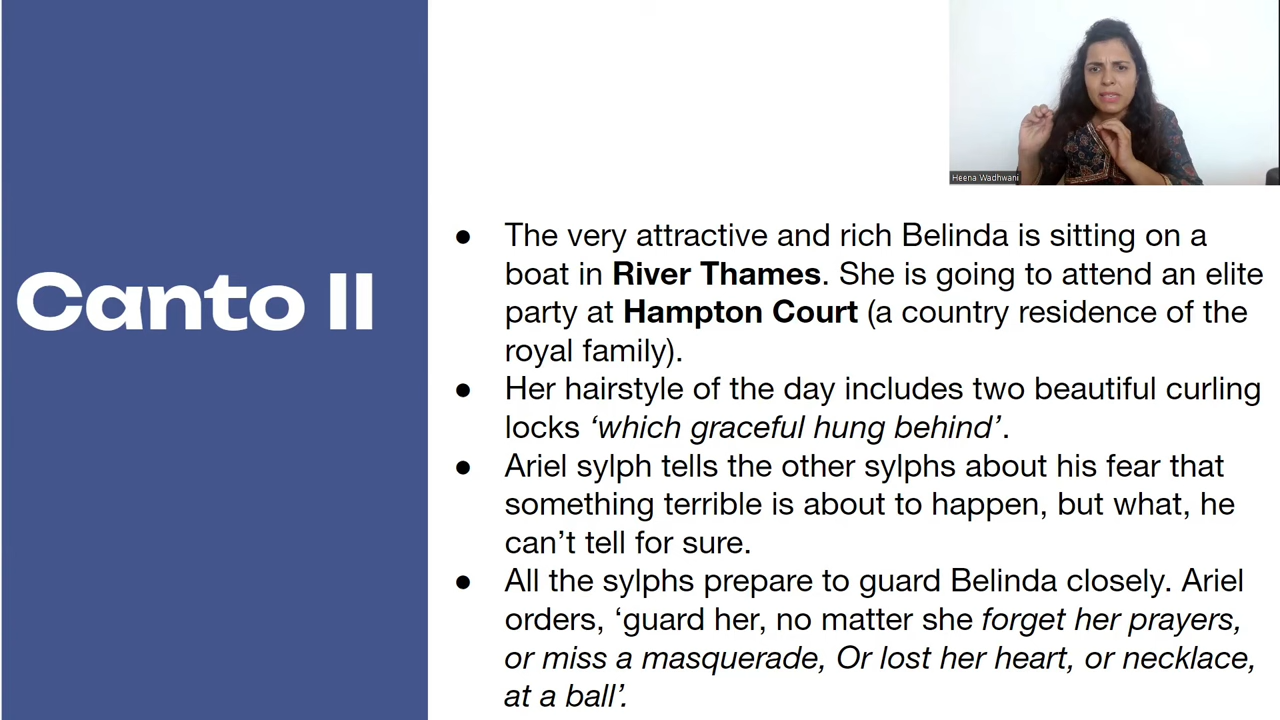 Heena Wadhwani
Canto II
● The very attractive and rich Belinda is sitting on a
boat in River Thames. She is going to attend an elite
party at Hampton Court (a country residence of the
royal family).
● Her hairstyle of the day includes two beautiful curling
locks ‘which graceful hung behind’.
● Ariel sylph tells the other sylphs about his fear that
something terrible is about to happen, but what, he
can’t tell for sure.
● All the sylphs prepare to guard Belinda closely. Ariel
orders, ‘guard her, no matter she forget her prayers,
or miss a masquerade, Or lost her heart, or necklace,
at a ball’.